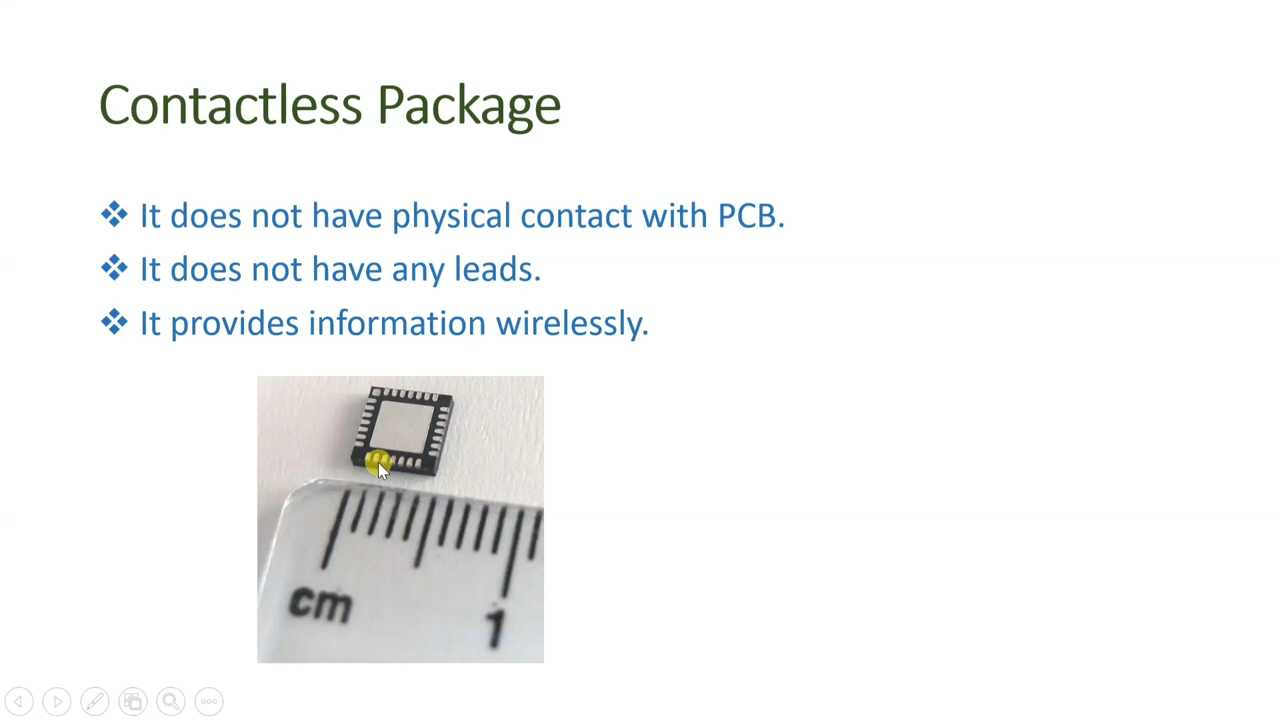 Contactless Package
❖ It does not have physical contact with PCB.
❖ It does not have any leads.
❖ It provides information wirelessly.
cm
1